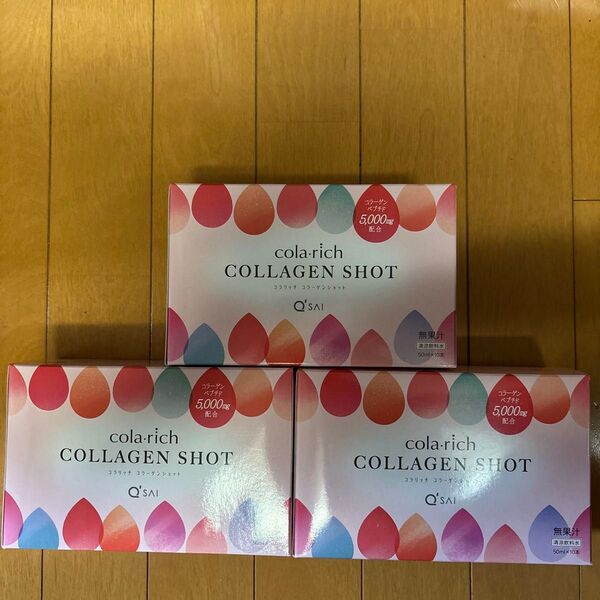 コラーゲン
ペプチド
5,000mg
配合
cola·rich
COLLAGEN SHOT
コラリッチ コラーゲンショット
Q'SAI
無果汁
清涼飲料水
50ml×10本
コラーゲン
ペプチド
5,000mg
配合
cola·rich
COLLAGEN SHOT
コラリッチ コラーゲンショット
Q'SAI
コラーゲン
ペプチド
5,000mg
配合
cola·rich
COLLAGEN SHOT
コラリッチ コラーゲンショット
Q'SAI
無果汁
清涼飲料水
50ml×10本